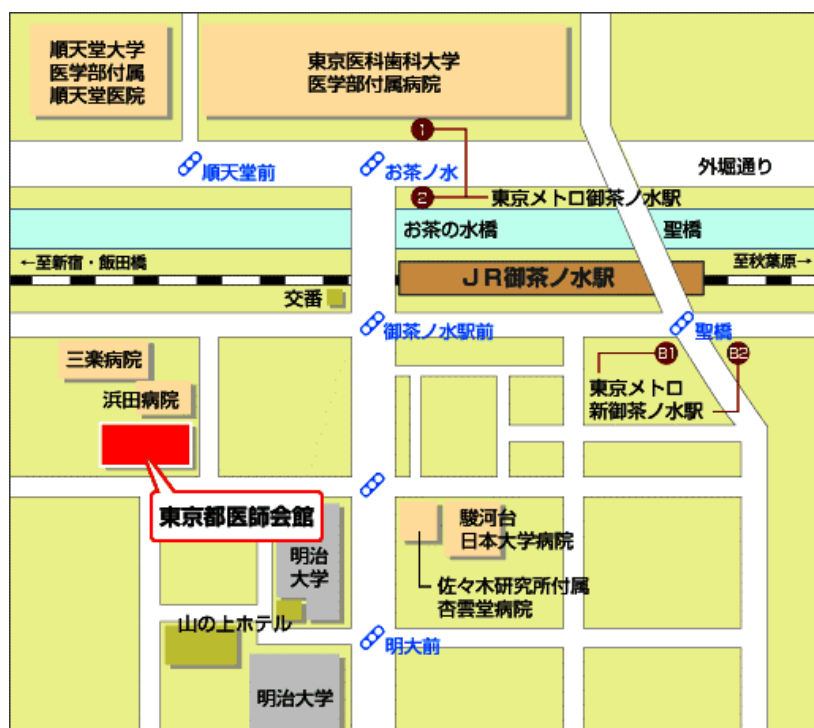 順天堂大学
医学部付属
順天堂医院
東京医科歯科大学
医学部付属病院
1
順天堂前
お茶ノ水
外堀通り
2
東京メトロ御茶ノ水駅
お茶の水橋
聖橋
←至新宿・飯田橋
至秋葉原→
JR御茶ノ水駅
交番
御茶ノ水駅前
聖橋
三楽病院
B1
B2
浜田病院
東京メトロ
新御茶ノ水駅
東京都医師会館
駿河台
日本大学病院
明治
大学
佐々木研究所付属
杏雲堂病院
山の上ホテル
明大前
明治大学